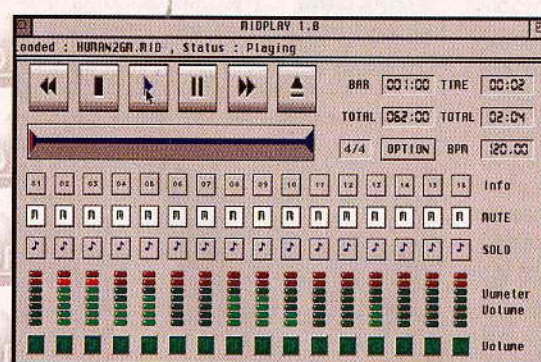 MIDPLAY 1.8
oaded : HUMAN2GM.MID , Status : Playing
BAR 001:00 TIME 00:02
TOTAL 062:00 TOTAL 02:04
4/4 OPTION BPM 120.00
01 02 03 04 05 06 07 08 09 10 11 12 13 14 15 16 Info
M M M M M M M M M M M M M M M M MUTE
SOLO
Vumeter
Volume
Volume